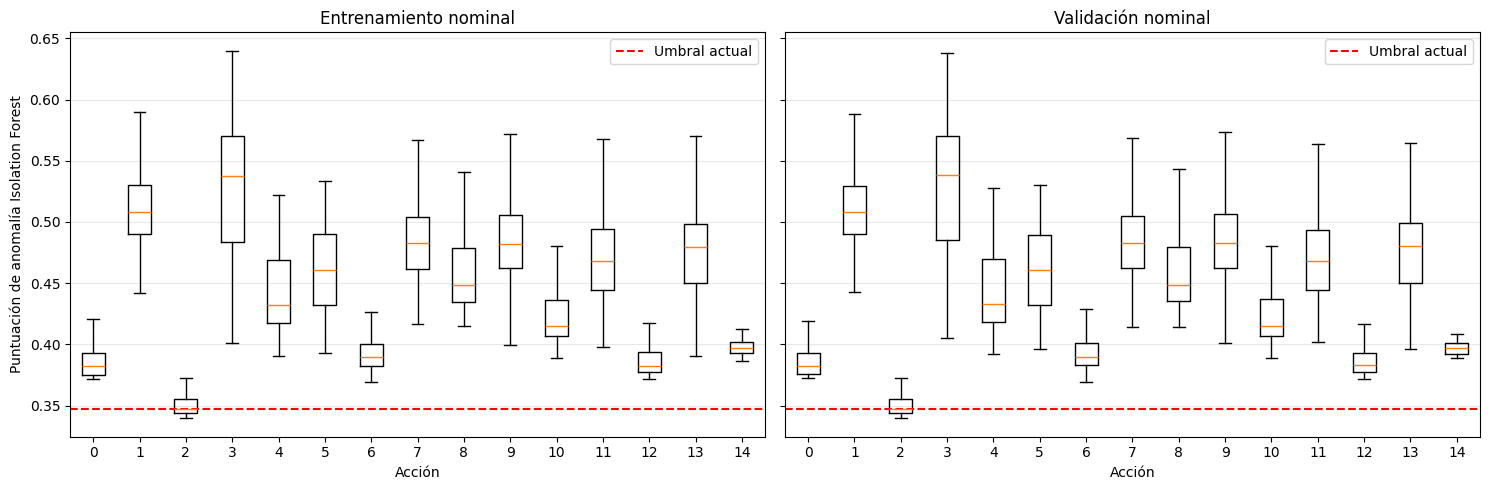 Entrenamiento nominal
Validación nominal
Puntuación de anomalía Isolation Forest
0.65
0.60
0.55
0.50
0.45
0.40
0.35
Umbral actual
Umbral actual
0 1 2 3 4 5 6 7 8 9 10 11 12 13 14
0 1 2 3 4 5 6 7 8 9 10 11 12 13 14
Acción
Acción